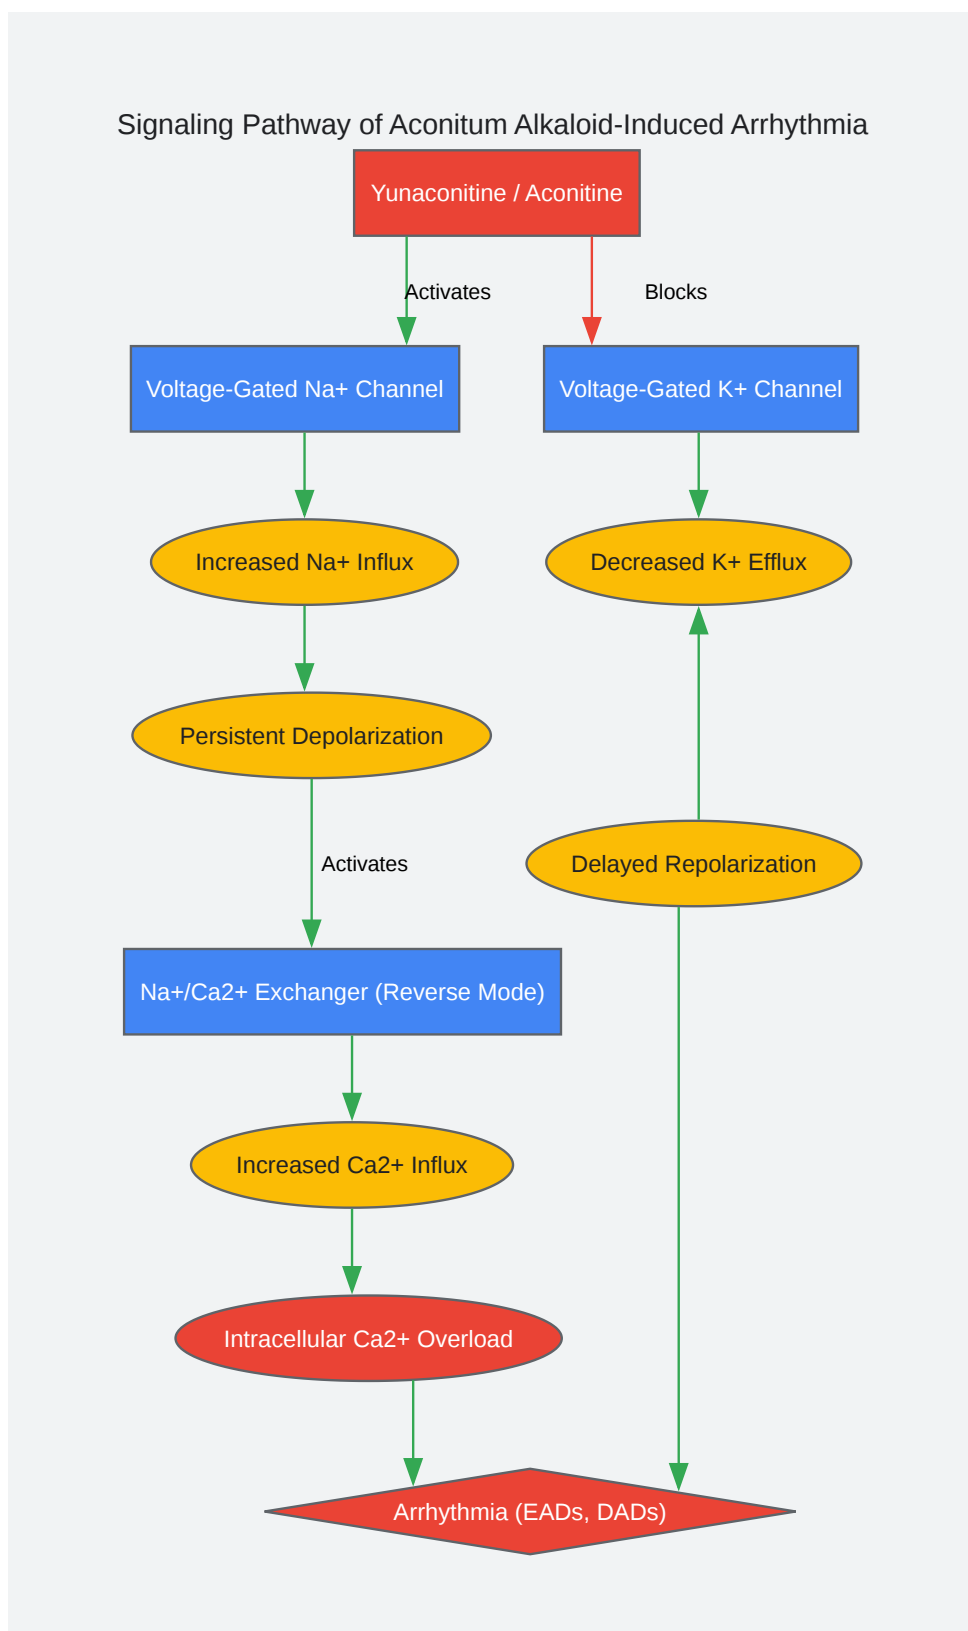 Signaling Pathway of Aconitum Alkaloid-Induced Arrhythmia
Yunaconitine / Aconitine
Activates
Blocks
Voltage-Gated Na+ Channel
Voltage-Gated K+ Channel
Increased Na+ Influx
Decreased K+ Efflux
Persistent Depolarization
Activates
Delayed Repolarization
Na+/Ca2+ Exchanger (Reverse Mode)
Increased Ca2+ Influx
Intracellular Ca2+ Overload
Arrhythmia (EADs, DADs)